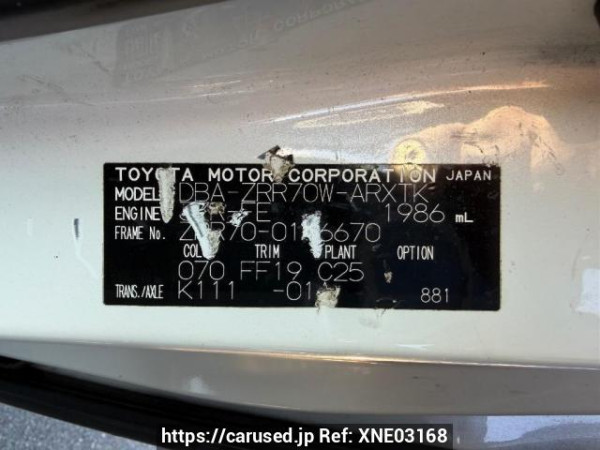 TOYOTA MOTOR CORPORATION JAPAN
MODEL DBA-ZRR70W-ARXTK
ENGINE 1986 mL
FRAME No.
TRIM PLANT OPTION
070 FF19 C25
TRANS./AXLE K111 881
https://carused.jp Ref: XNE03168